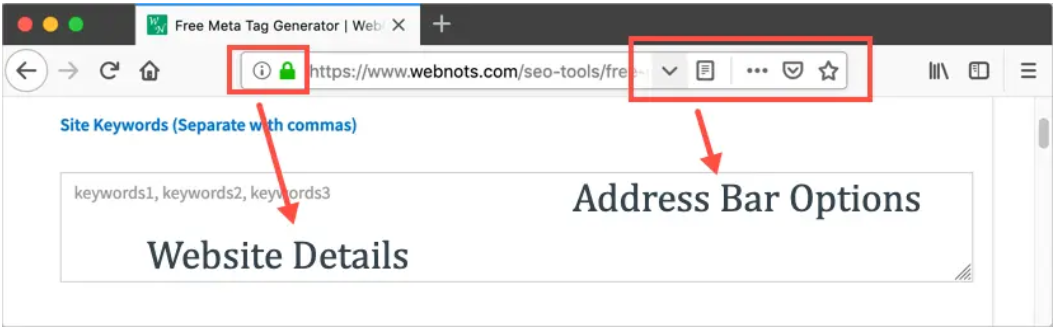 Free Meta Tag Generator | Web
https://www.webnots.com/seo-tools/free
Site Keywords (Separate with commas)
keywords1, keywords2, keywords3
Address Bar Options
Website Details